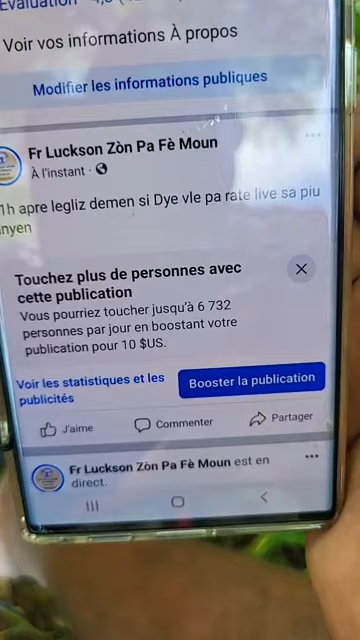 Évaluation
Voir vos informations À propos
Modifier les informations publiques
Fr Luckson Zòn Pa Fè Moun
À l'instant
1h apre legliz demen si Dye vle pa rate live sa piu
nyen
Touchez plus de personnes avec
cette publication
Vous pourriez toucher jusqu'à 6 732
personnes par jour en boostant votre
publication pour 10 $US.
Voir les statistiques et les
publicités
Booster la publication
J'aime
Commenter
Partager
Fr Luckson Zòn Pa Fè Moun est en
direct.